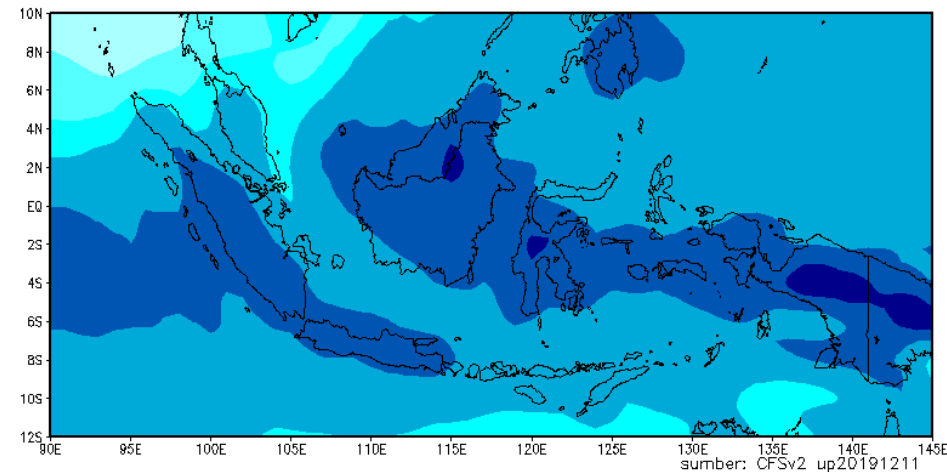 10N
8N
6N
4N
2N
EQ
2S
4S
6S
8S
10S
12S
90E 95E 100E 105E 110E 115E 120E 125E 130E 135E 140E 145E
sumber: CFSv2 up20191211